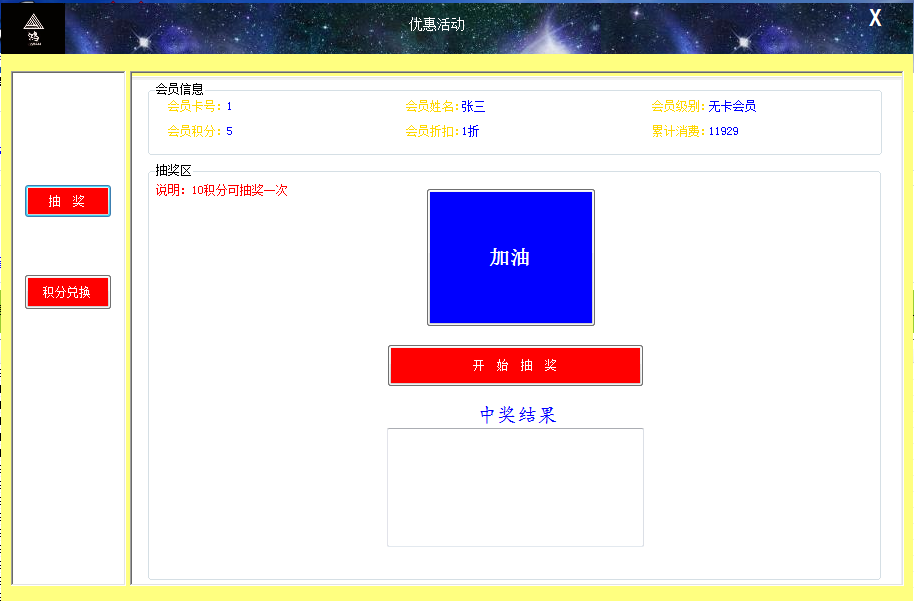 鸿
优惠活动
X
会员信息
会员卡号: 1
会员姓名: 张三
会员级别: 无卡会员
会员积分: 5
会员折扣: 1折
累计消费: 11929
抽 奖
积分兑换
抽奖区
说明: 10积分可抽奖一次
加油
开 始 抽 奖
中奖结果